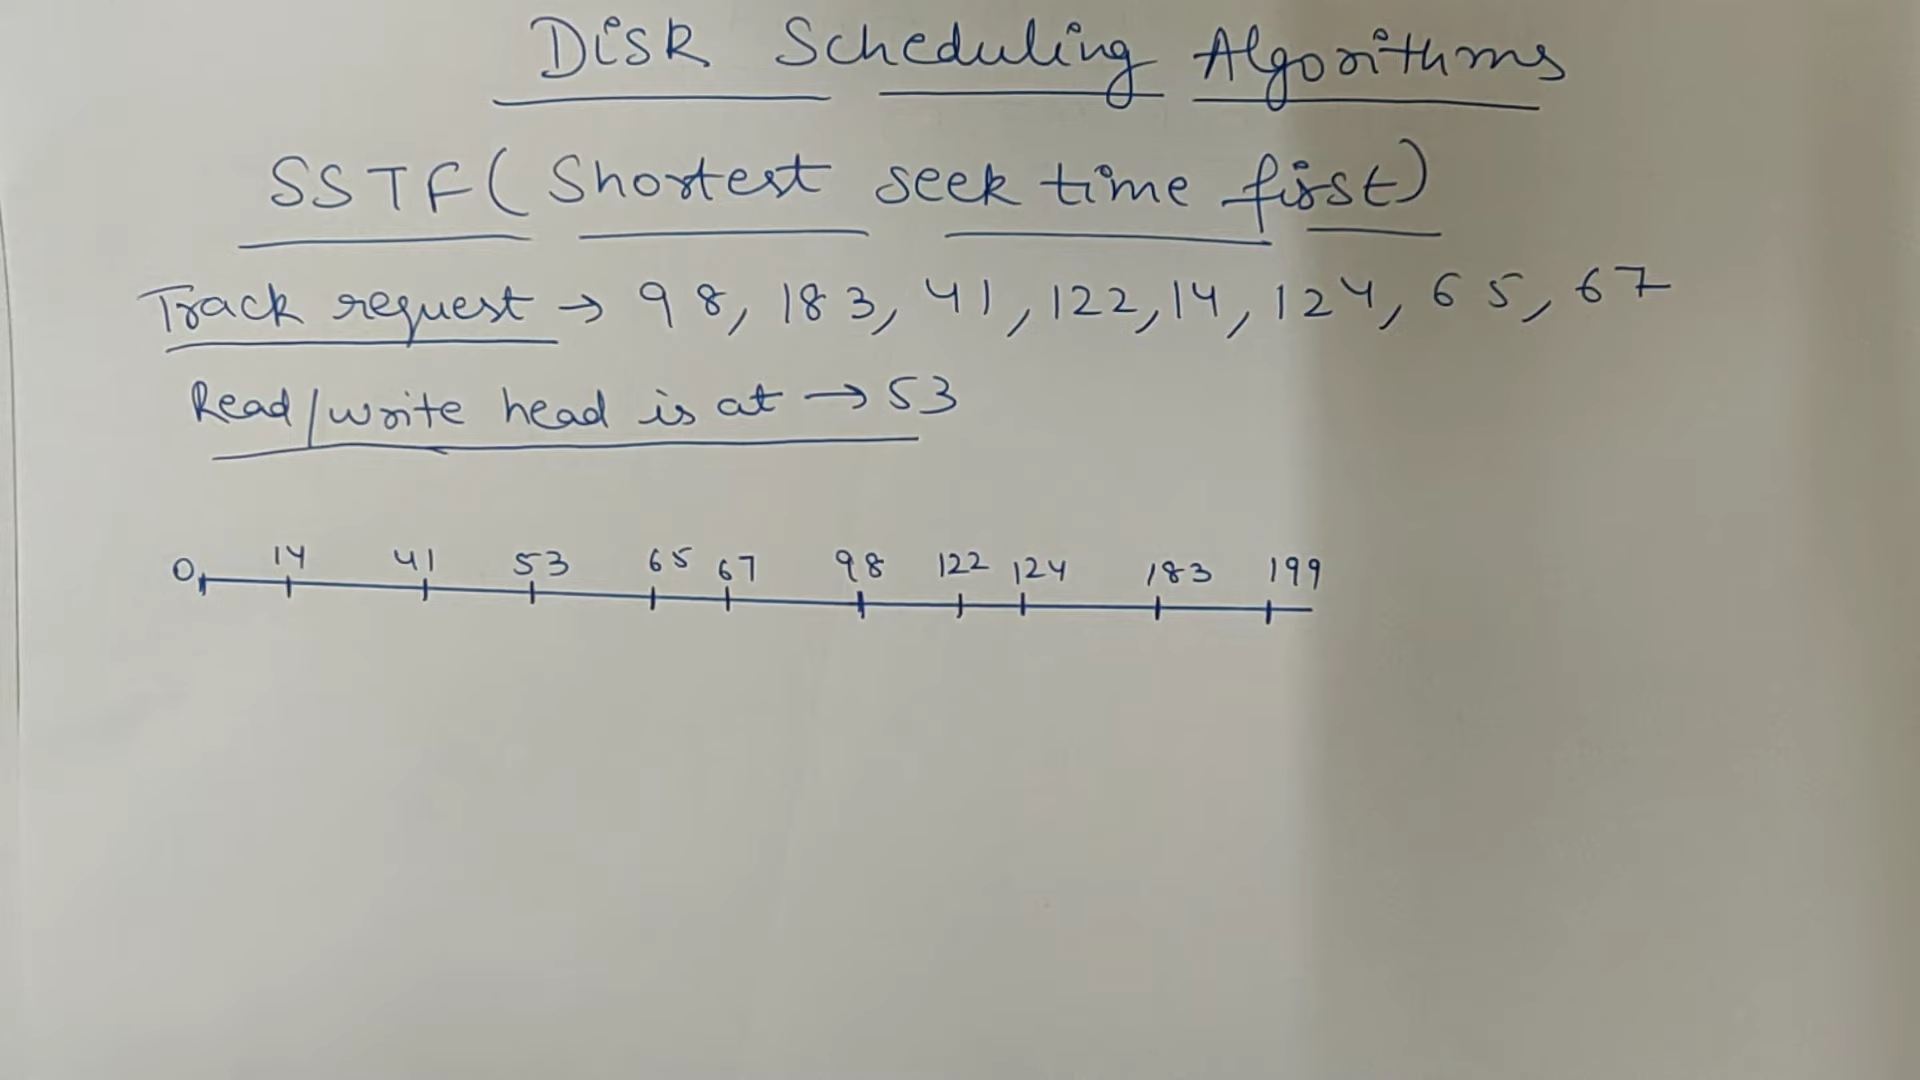 Disk Scheduling Algorithms
SSTF (Shortest seek time first)
Track request → 98, 183, 41, 122, 14, 124, 65, 67
Read/write head is at → 53
0 14 41 53 65 67 98 122 124 183 199